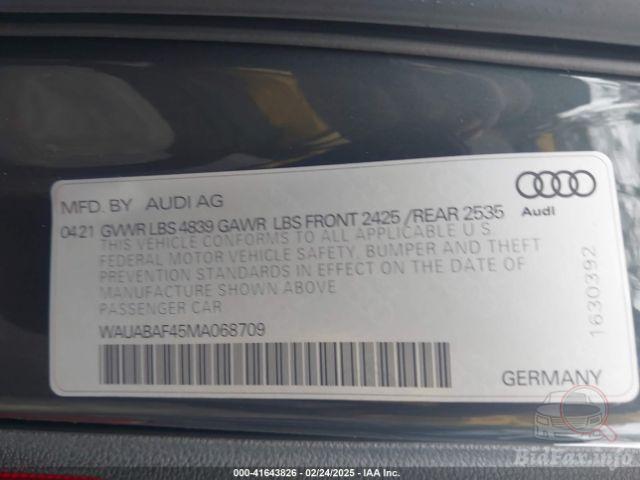 MFD. BY AUDI AG
04.21 GVWR LBS 4839 GAWR LBS FRONT 2425 /REAR 2535
THIS VEHICLE CONFORMS TO ALL APPLICABLE U S
FEDERAL MOTOR VEHICLE SAFETY, BUMPER AND THEFT
PREVENTION STANDARDS IN EFFECT ON THE DATE OF
MANUFACTURE SHOWN ABOVE
PASSENGER CAR
WAUABAF45MA068709
Audi
1630392
GERMANY
000-41643826 - 02/24/2025 - IAA Inc.
BidFax.info